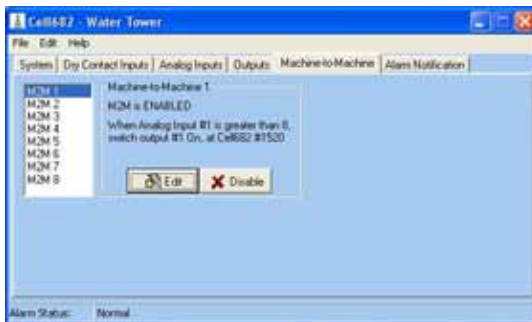 Cell682 - Water Tower
File Edit Help
System Dry Contact Inputs Analog Inputs Outputs Machine-to-Machine Alarm Notification
M2M 1
M2M 2
M2M 3
M2M 4
M2M 5
M2M 6
M2M 7
M2M 8
Machine-to-Machine 1
M2M is ENABLED
When Analog Input #1 is greater than 8,
switch output #1 On, at Cell682 #1520
Edit Disable
Alarm Status: Normal